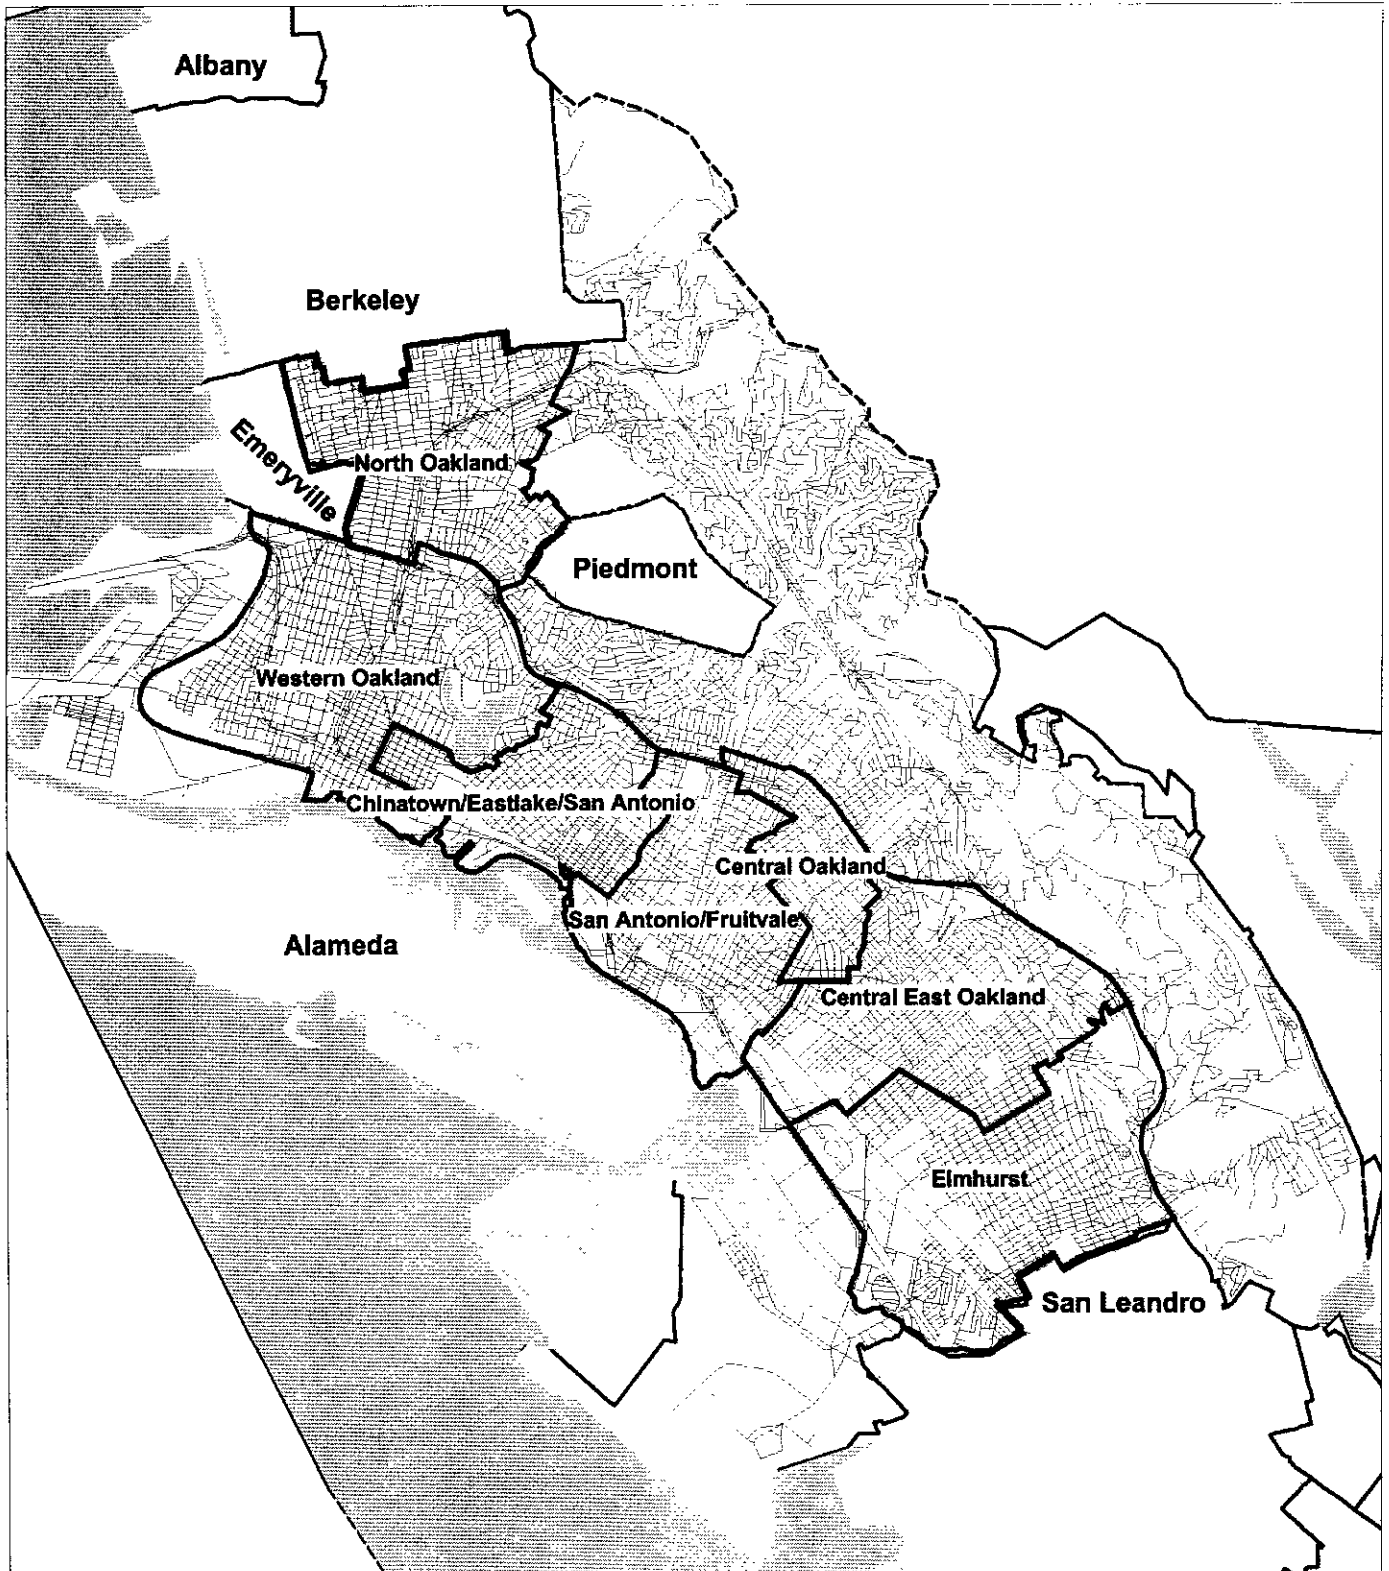 Albany
Berkeley
Emeryville
North Oakland
Piedmont
Western Oakland
Chinatown/Eastlake/San Antonio
Central Oakland
San Antonio/Fruitvale
Alameda
Central East Oakland
Elmhurst
San Leandro